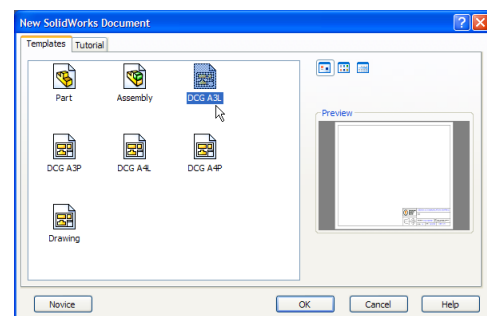 New SolidWorks Document
Templates Tutorial
Part Assembly DCG A3L
Preview
DCG A3P DCG A4L DCG A4P
Drawing
Novice OK Cancel Help